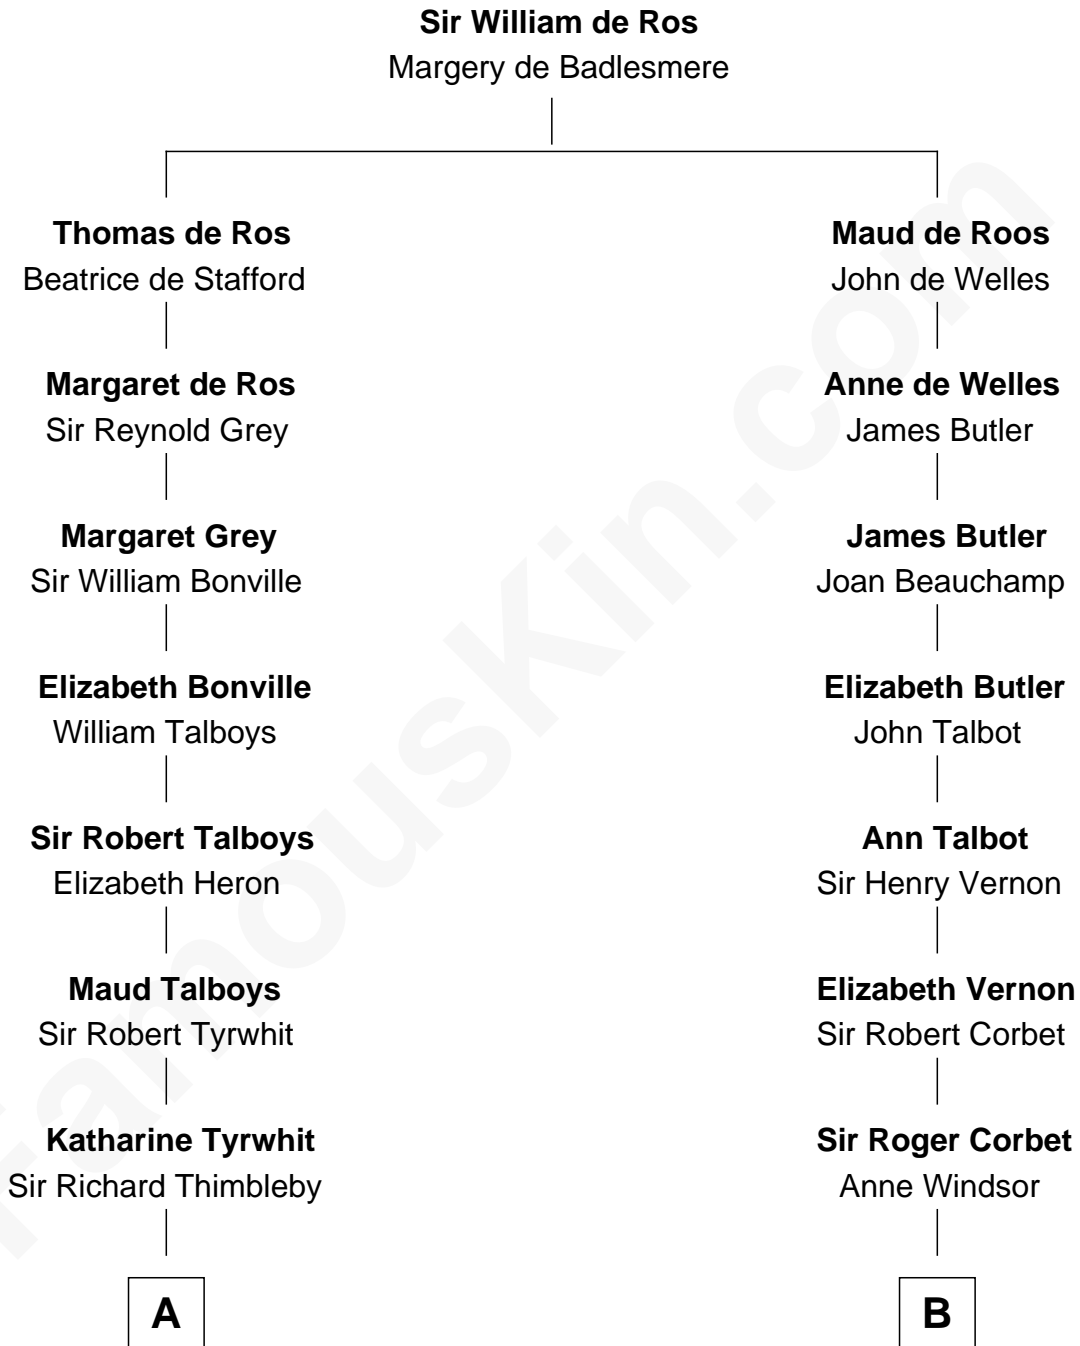 Sir William de Ros
Margery de Badlesmere
Thomas de Ros
Beatrice de Stafford
Margaret de Ros
Sir Reynold Grey
Margaret Grey
Sir William Bonville
Elizabeth Bonville
William Talboys
Sir Robert Talboys
Elizabeth Heron
Maud Talboys
Sir Robert Tyrwhit
Katharine Tyrwhit
Sir Richard Thimbleby
A
Maud de Roos
John de Welles
Anne de Welles
James Butler
James Butler
Joan Beauchamp
Elizabeth Butler
John Talbot
Ann Talbot
Sir Henry Vernon
Elizabeth Vernon
Sir Robert Corbet
Sir Roger Corbet
Anne Windsor
B
FamousKin.com